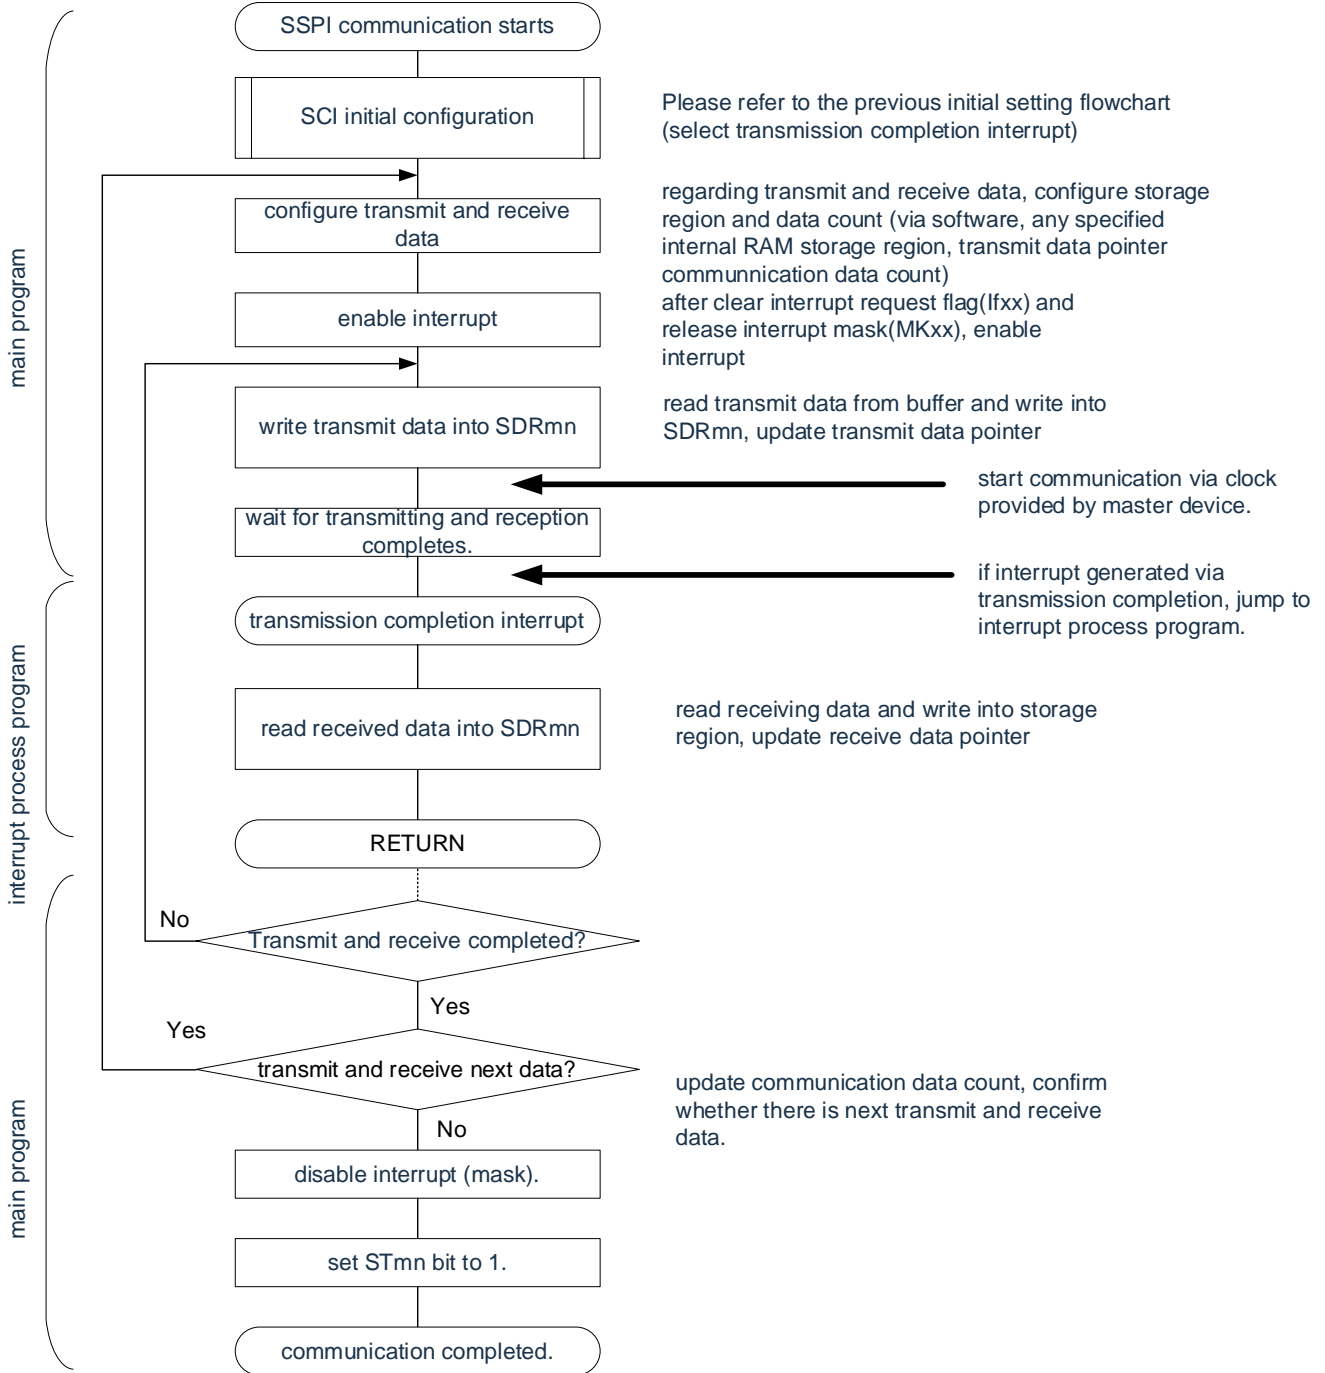 SSPI communication starts
SCI initial configuration
Please refer to the previous initial setting flowchart
(select transmission completion interrupt)
configure transmit and receive
data
regarding transmit and receive data, configure storage
region and data count (via software, any specified
internal RAM storage region, transmit data pointer
communnication data count)
enable interrupt
after clear interrupt request flag(Ifxx) and
release interrupt mask(MKxx), enable
interrupt
main program
write transmit data into SDRmn
read transmit data from buffer and write into
SDRmn, update transmit data pointer
start communication via clock
provided by master device.
wait for transmitting and reception
completes.
if interrupt generated via
transmission completion, jump to
interrupt process program.
transmission completion interrupt
read received data into SDRmn
read receiving data and write into storage
region, update receive data pointer
interrupt process program
RETURN
No
Transmit and receive completed?
Yes
Yes
transmit and receive next data?
update communication data count, confirm
whether there is next transmit and receive
data.
No
main program
disable interrupt (mask).
set STmn bit to 1.
communication completed.